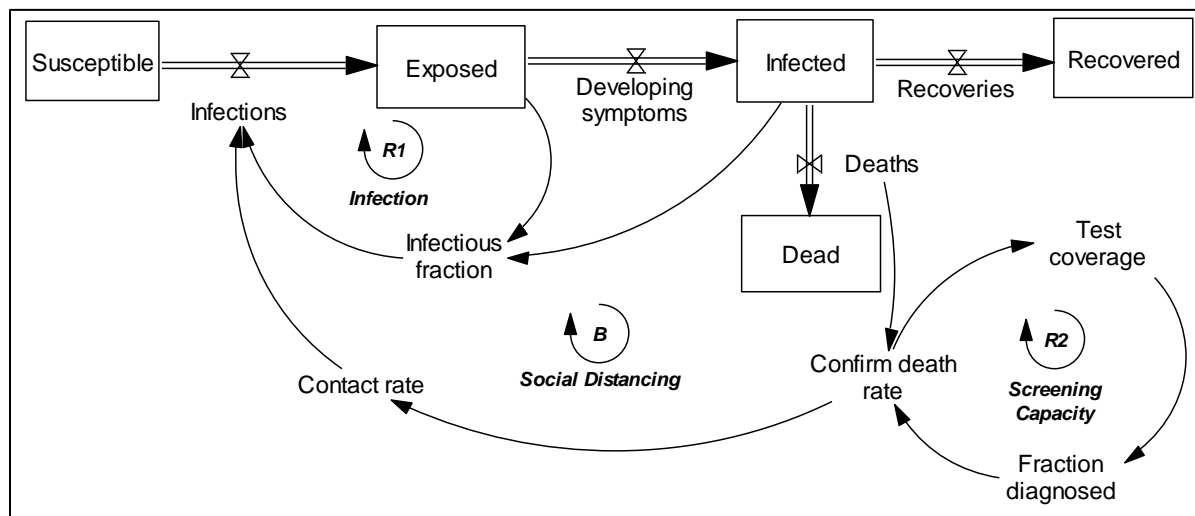 Susceptible
Exposed
Infected
Recovered
Infections
Developing
symptoms
Recoveries
R1
Infection
Deaths
Infectious
fraction
Dead
Test
coverage
B
Social Distancing
R2
Screening
Capacity
Contact rate
Confirm death
rate
Fraction
diagnosed